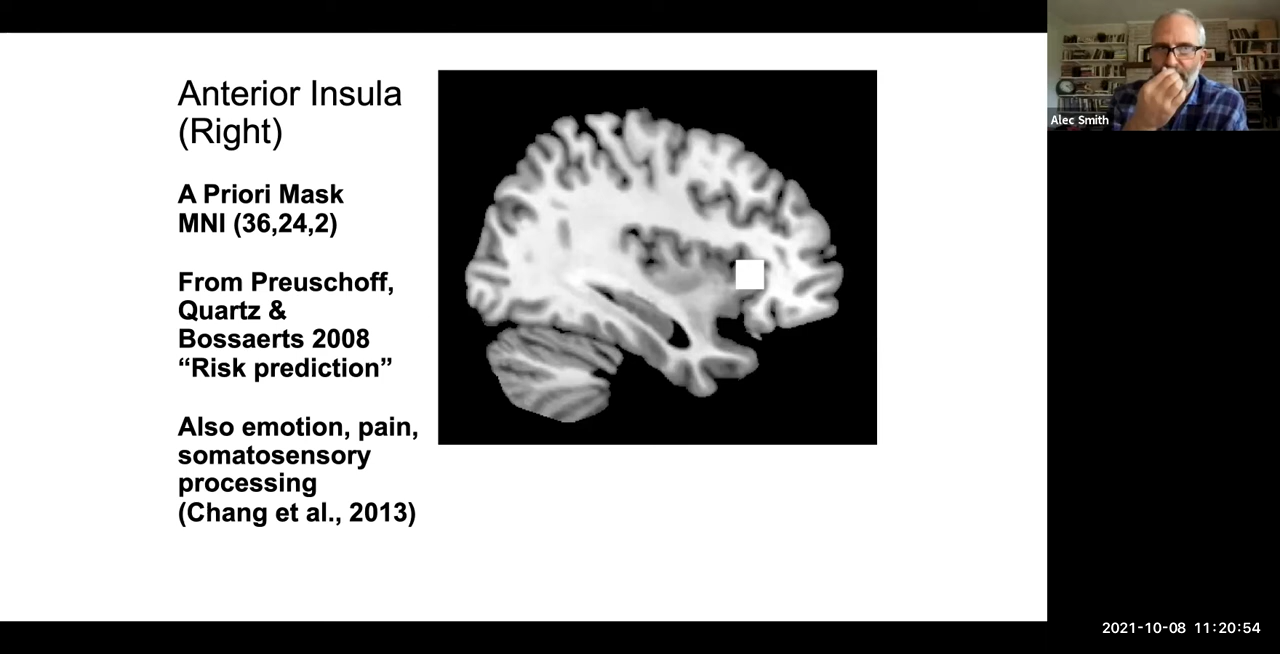 Anterior Insula
(Right)
A Priori Mask
MNI (36,24,2)
From Preuschoff,
Quartz &
Bossaerts 2008
“Risk prediction”
Also emotion, pain,
somatosensory
processing
(Chang et al., 2013)
Alec Smith
2021-10-08 11:20:54